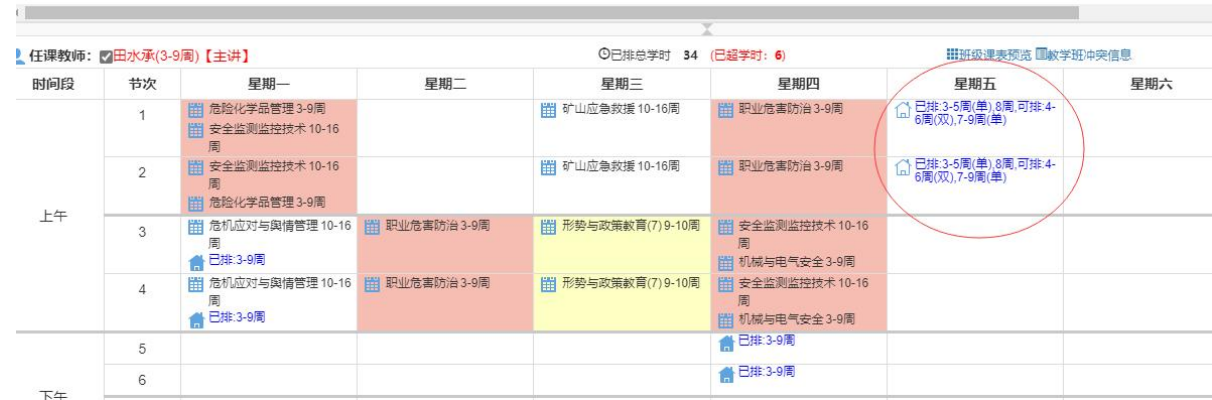 任课教师：田水承(3-9周)【主讲】 已排总学时 34 (已超学时: 6) 班级课表预览 教学班冲突信息
时间段 节次 星期一 星期二 星期三 星期四 星期五 星期六
上午
1
危险化学品管理 3-9周
安全监测监控技术 10-16
周
矿山应急救援 10-16周
职业危害防治 3-9周
已排:3-5周(单),8周,可排:4-
6周(双),7-9周(单)
2
安全监测监控技术 10-16
周
危险化学品管理 3-9周
矿山应急救援 10-16周
职业危害防治 3-9周
已排:3-5周(单),8周,可排:4-
6周(双),7-9周(单)
3
危机应对与舆情管理 10-16
周
已排:3-9周
职业危害防治 3-9周
形势与政策教育(7) 9-10周
安全监测监控技术 10-16
周
机械与电气安全 3-9周
4
危机应对与舆情管理 10-16
周
已排:3-9周
职业危害防治 3-9周
形势与政策教育(7) 9-10周
安全监测监控技术 10-16
周
机械与电气安全 3-9周
下午
5
已排:3-9周
6
已排:3-9周